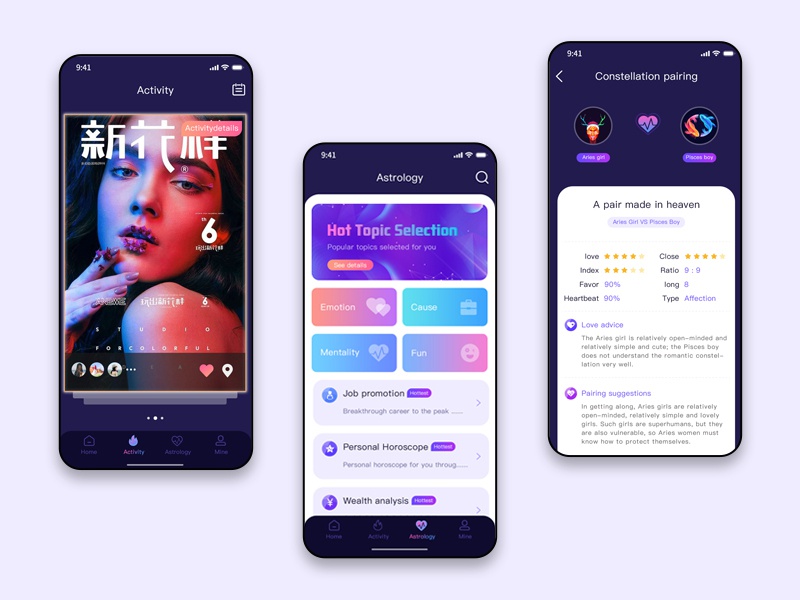 9:41
Activity
新花样
Activitydetails
®
6
6
S T U D I O
F O R C O L O R F U L
Home
Activity
Astrology
Mine
9:41
Astrology
Hot Topic Selection
Popular topics selected for you
See details
Emotion
Cause
Mentality
Fun
Job promotion Hottest
Breakthrough career to the peak ......
Personal Horoscope Hottest
Personal horoscope for you throug......
Wealth analysis Hottest
Home
Activity
Astrology
Mine
9:41
Constellation pairing
Aries girl
Pisces boy
A pair made in heaven
Aries Girl VS Pisces Boy
love
Close
Index
Ratio 9 : 9
Favor 90%
long 8
Heartbeat 90%
Type Affection
Love advice
The Aries girl is relatively open-minded and
relatively simple and cute; the Pisces boy
does not understand the romantic constel-
lation very well.
Pairing suggestions
In getting along, Aries girls are relatively
open-minded, relatively simple and lovely
girls. Such girls are superhumans, but they
are also vulnerable, so Aries women must
know how to protect themselves.